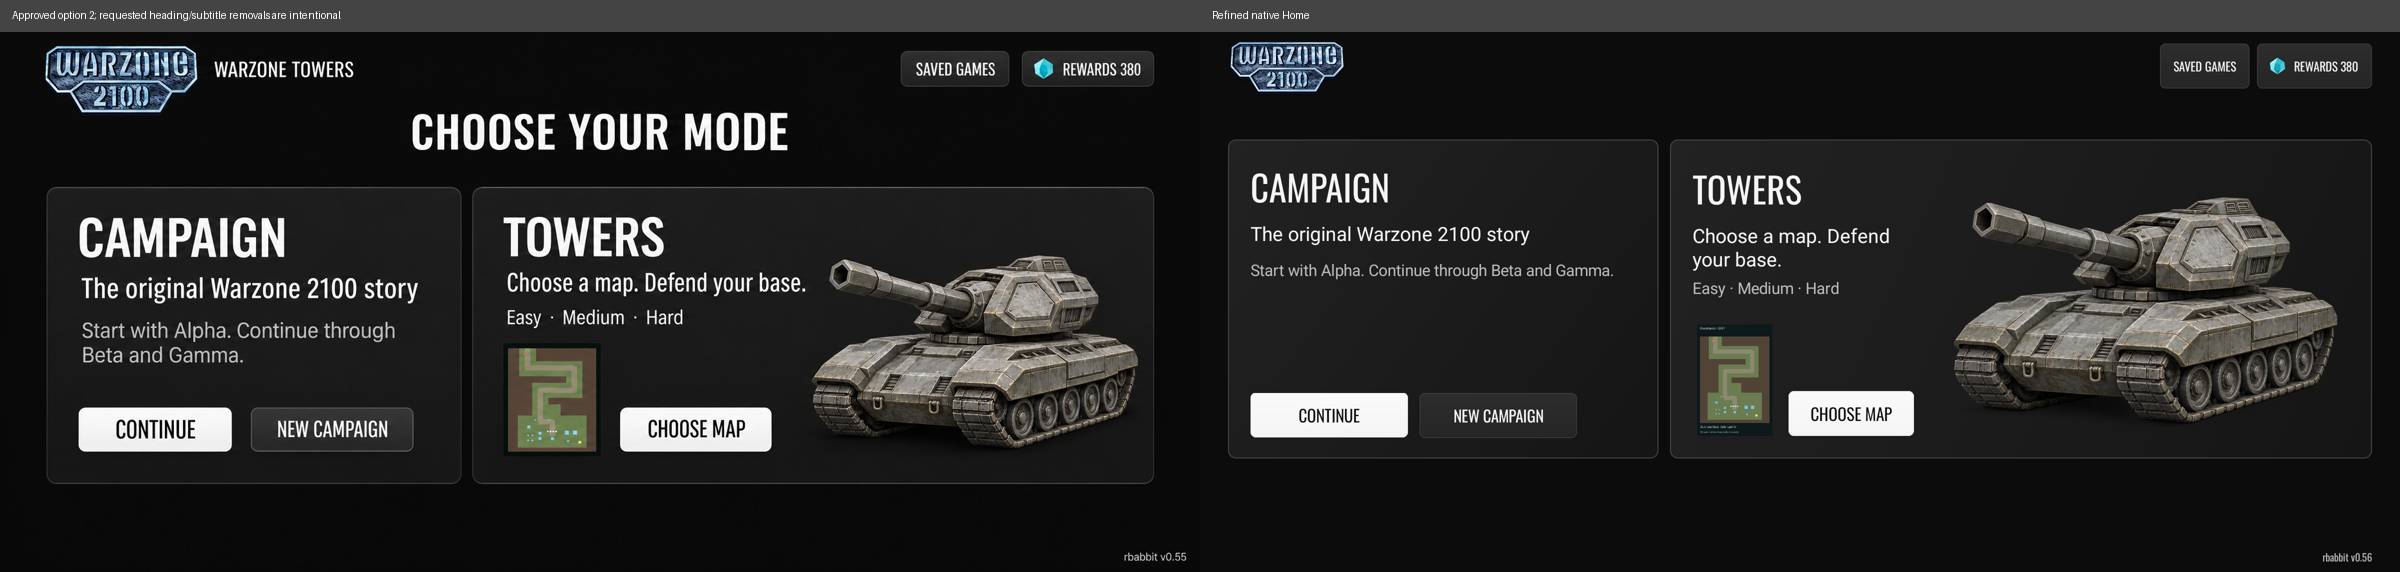 Approved option 2; requested heading/subtitle removals are intentional
WARZONE
2100
WARZONE TOWERS
SAVED GAMES
REWARDS 380
CHOOSE YOUR MODE
CAMPAIGN
The original Warzone 2100 story
Start with Alpha. Continue through
Beta and Gamma.
CONTINUE
NEW CAMPAIGN
TOWERS
Choose a map. Defend your base.
Easy · Medium · Hard
CHOOSE MAP
rbabbit v0.55
Refined native Home
WARZONE
2100
SAVED GAMES
REWARDS 380
CAMPAIGN
The original Warzone 2100 story
Start with Alpha. Continue through Beta and Gamma.
CONTINUE
NEW CAMPAIGN
TOWERS
Choose a map. Defend
your base.
Easy · Medium · Hard
CHOOSE MAP
rbabbit v0.56